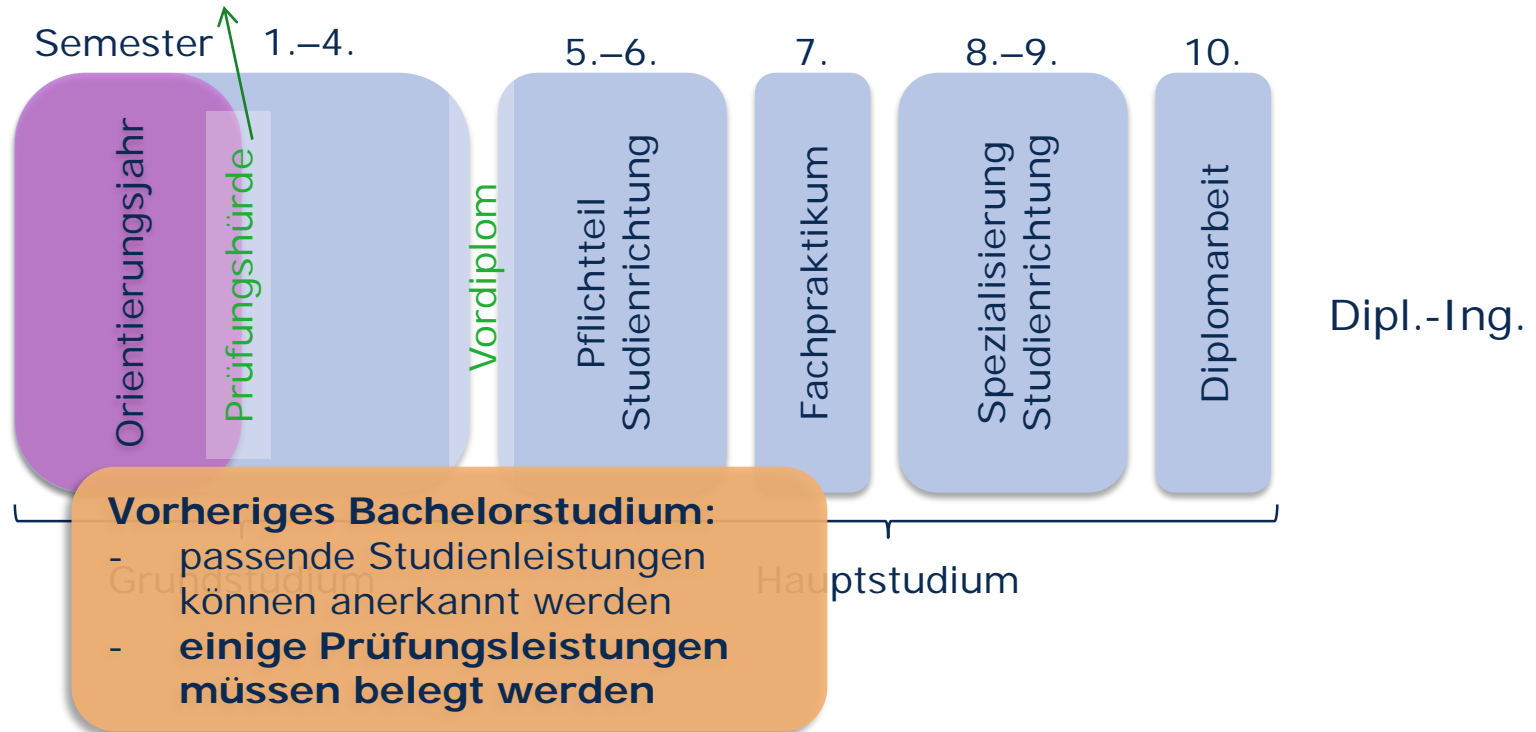 Semester 1.–4. 5.–6. 7. 8.–9. 10.
Orientierungsjahr
Prüfungshürde
Vordiplom
Pflichtteil
Studienrichtung
Fachpraktikum
Spezialisierung
Studienrichtung
Diplomarbeit
Dipl.-Ing.
Grundstudium
Hauptstudium
Vorheriges Bachelorstudium:
- passende Studienleistungen
können anerkannt werden
- einige Prüfungsleistungen
müssen belegt werden